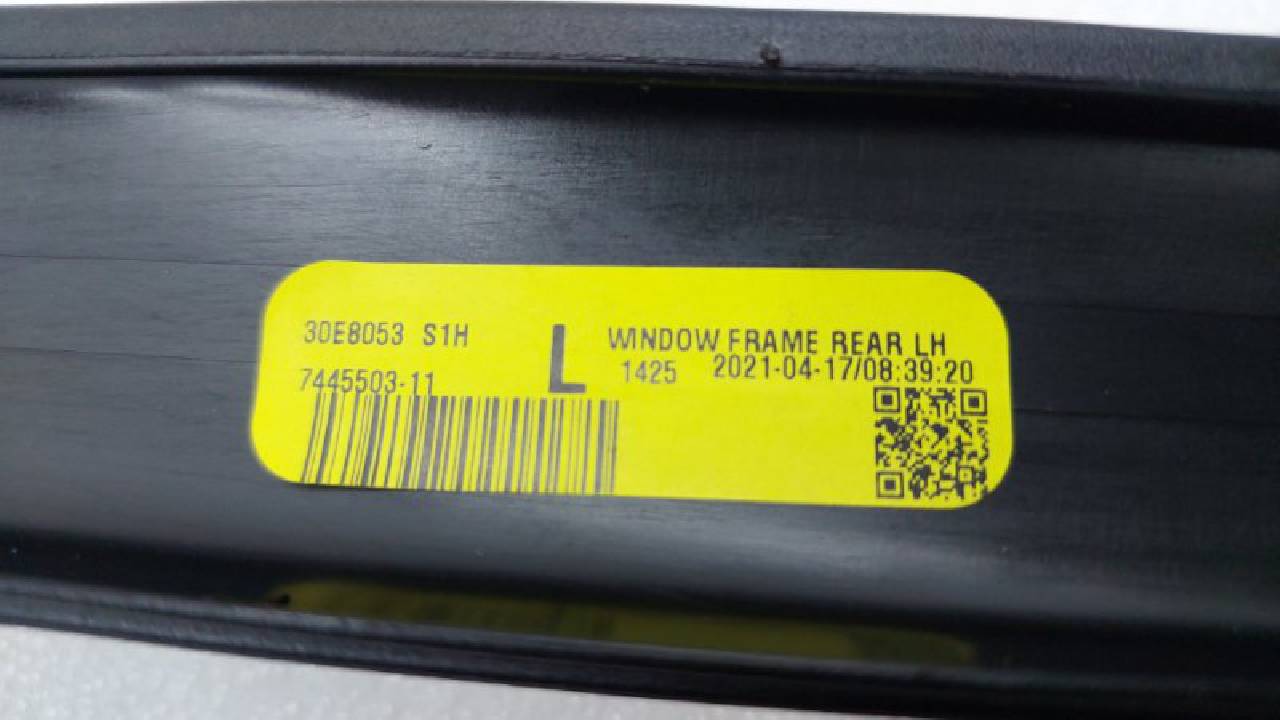 30E8053 S1H
7445503-11
L
WINDOW FRAME REAR LH
1425 2021-04-17/08:39:20